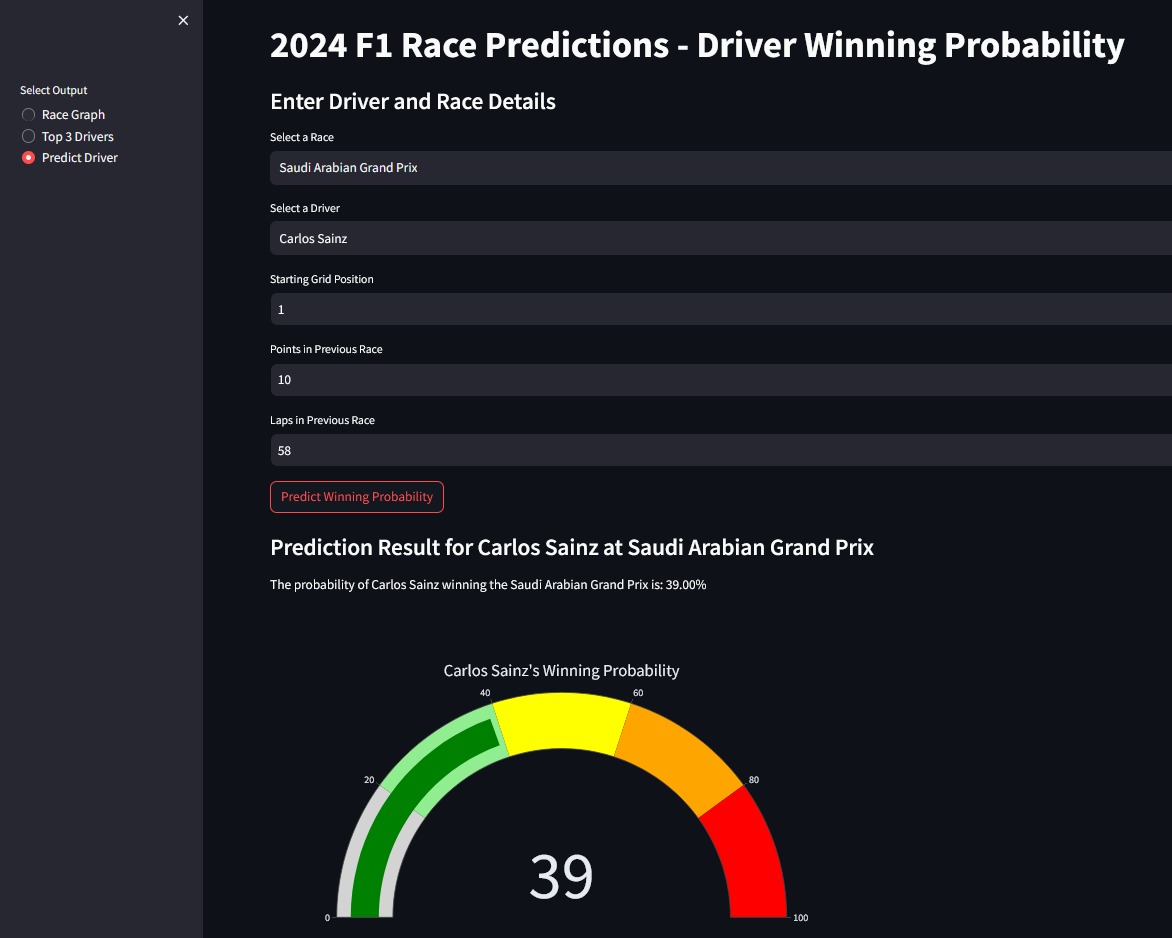 Select Output
Race Graph
Top 3 Drivers
Predict Driver
2024 F1 Race Predictions - Driver Winning Probability
Enter Driver and Race Details
Select a Race
Saudi Arabian Grand Prix
Select a Driver
Carlos Sainz
Starting Grid Position
1
Points in Previous Race
10
Laps in Previous Race
58
Predict Winning Probability
Prediction Result for Carlos Sainz at Saudi Arabian Grand Prix
The probability of Carlos Sainz winning the Saudi Arabian Grand Prix is: 39.00%
Carlos Sainz's Winning Probability
0
20
40
60
80
100
39